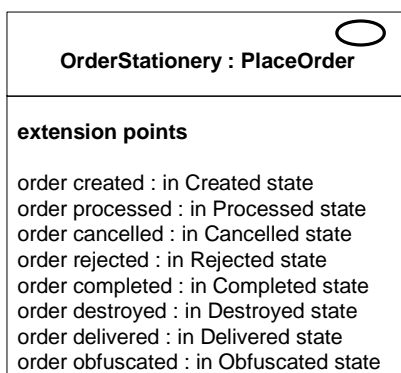 OrderStationery : PlaceOrder
extension points
order created : in Created state
order processed : in Processed state
order cancelled : in Cancelled state
order rejected : in Rejected state
order completed : in Completed state
order destroyed : in Destroyed state
order delivered : in Delivered state
order obfuscated : in Obfuscated state